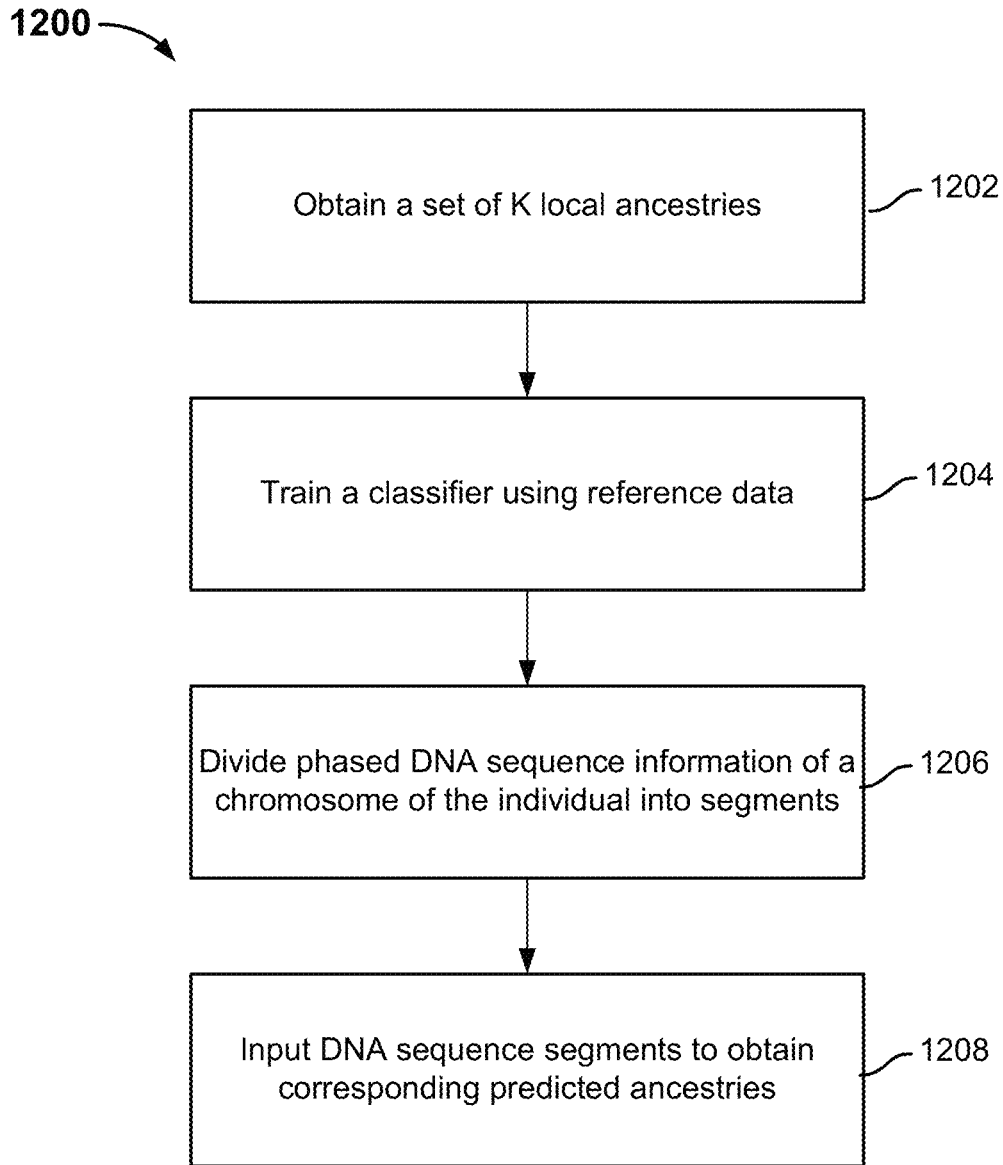 1200
Obtain a set of K local ancestries
1202
Train a classifier using reference data
1204
Divide phased DNA sequence information of a
chromosome of the individual into segments
1206
Input DNA sequence segments to obtain
corresponding predicted ancestries
1208